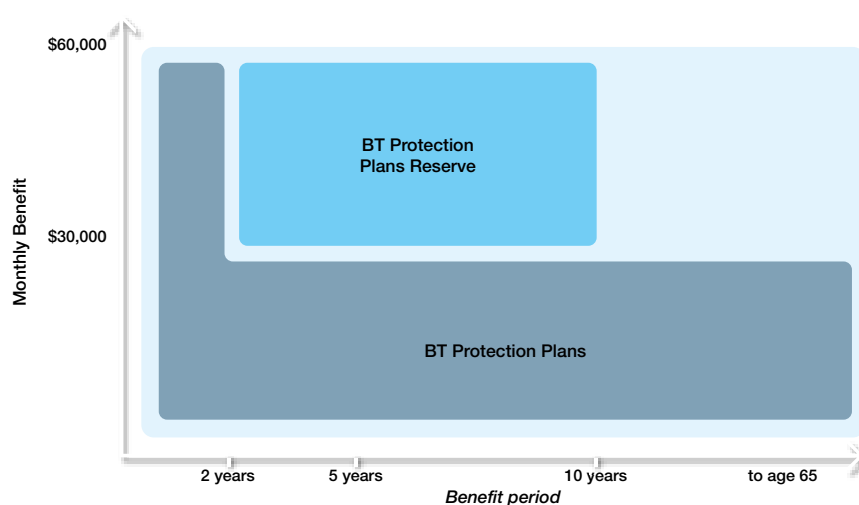 $60,000
BT Protection
Plans Reserve
$30,000
Monthly Benefit
BT Protection Plans
2 years
5 years
10 years
to age 65
Benefit period